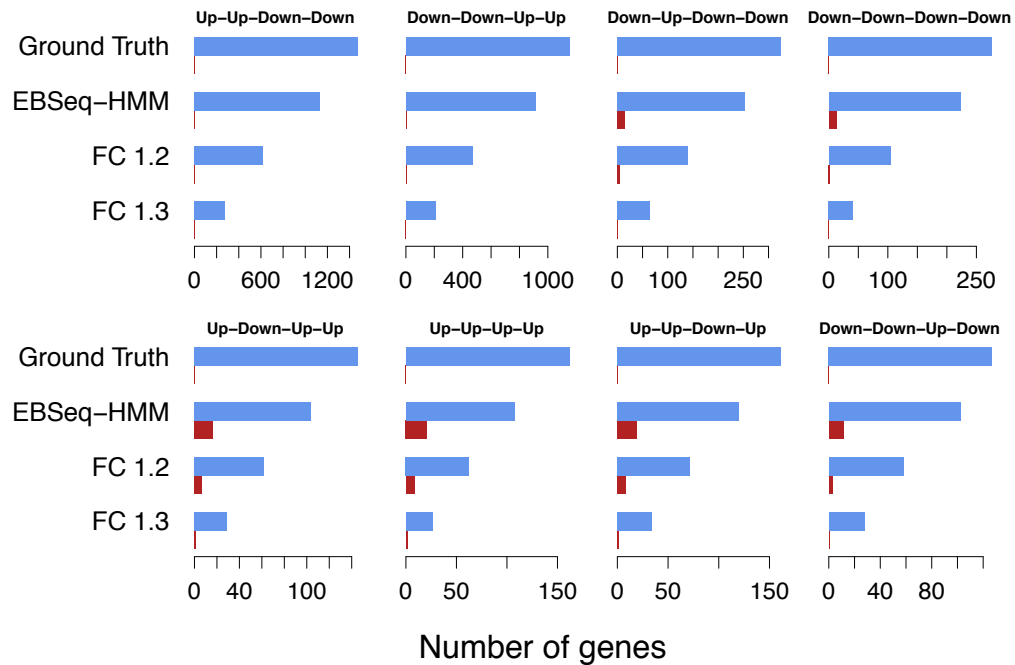 Up–Up–Down–Down Down–Down–Up–Up Down–Up–Down–Down Down–Down–Down–Down
Ground Truth
EBSeq–HMM
FC 1.2
FC 1.3
0 600 1200 0 400 1000 0 100 250 0 100 250
Up–Down–Up–Up Up–Up–Up–Up Up–Up–Down–Up Down–Down–Up–Down
Ground Truth
EBSeq–HMM
FC 1.2
FC 1.3
0 40 100 0 50 150 0 50 150 0 40 80
Number of genes